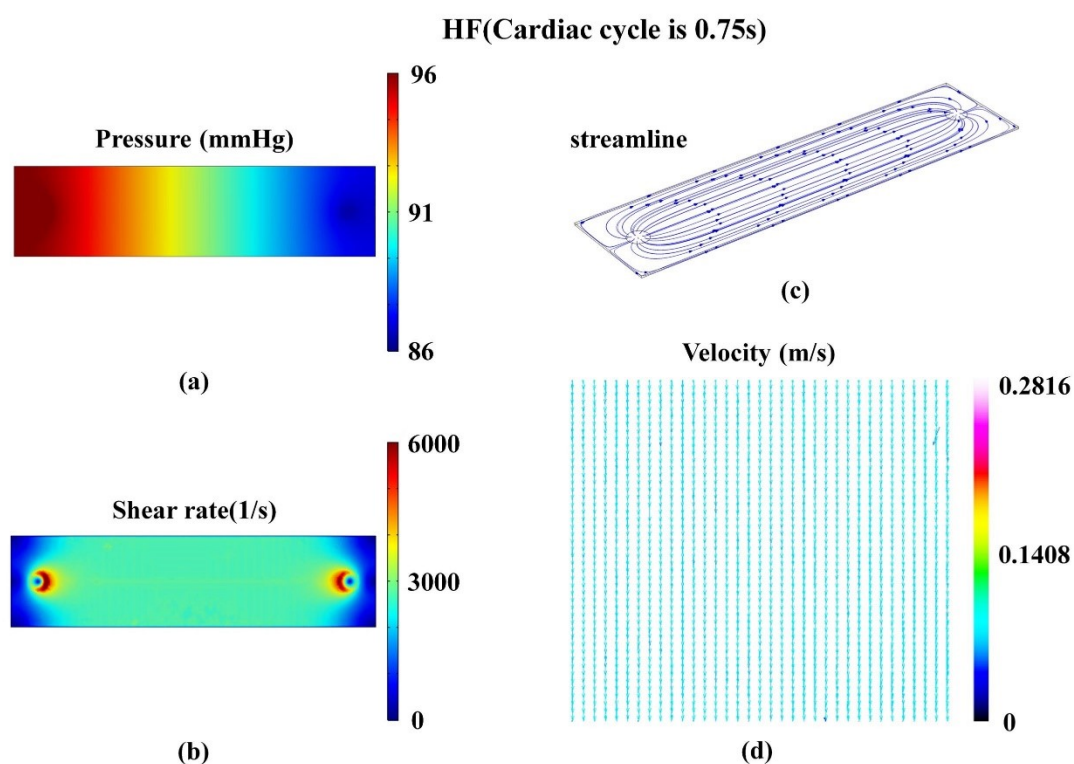 HF(Cardiac cycle is 0.75s)
Pressure (mmHg)
96
91
86
(a)
streamline
(c)
Shear rate(1/s)
6000
3000
0
(b)
Velocity (m/s)
0.2816
0.1408
0
(d)